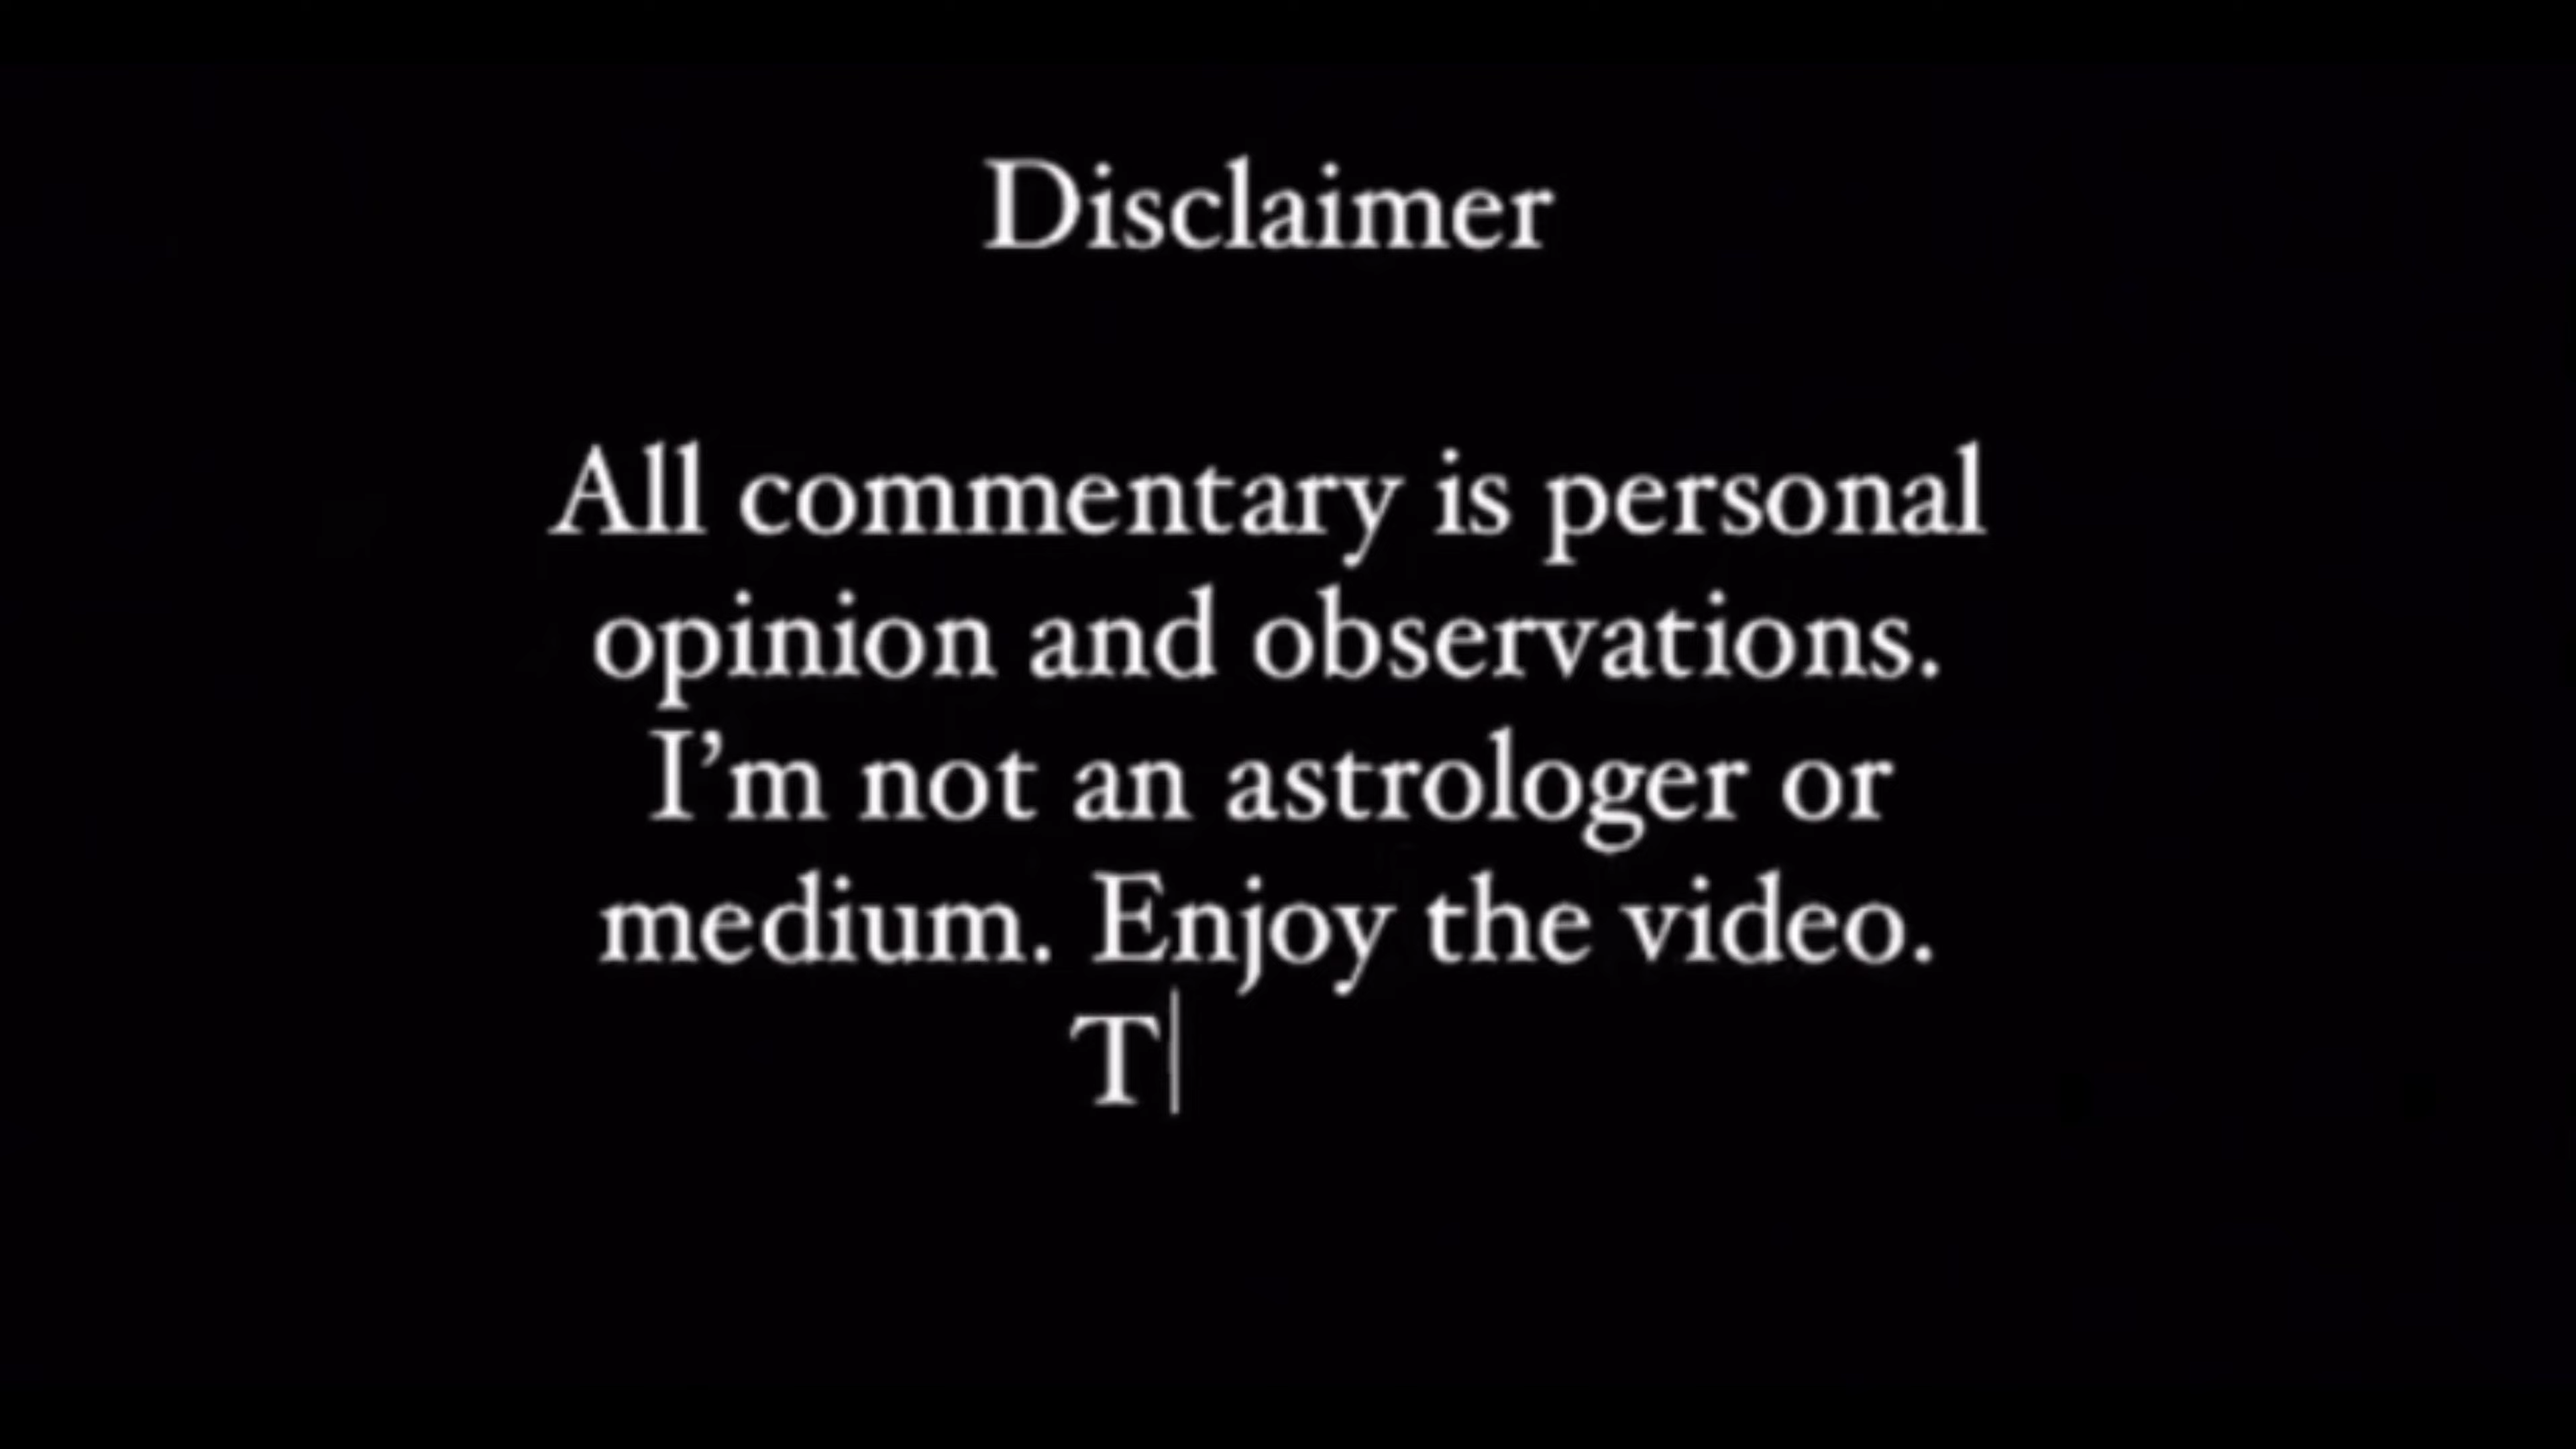 Disclaimer
All commentary is personal
opinion and observations.
I’m not an astrologer or
medium. Enjoy the video.
T